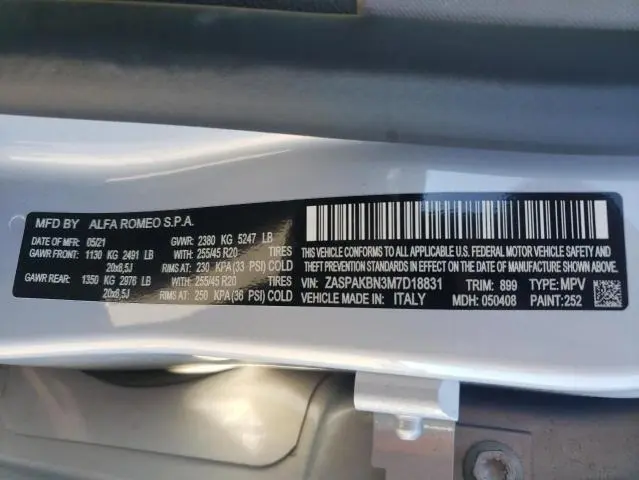 MFD BY ALFA ROMEO S.P.A.
DATE OF MFR: 05/21 GVWR: 2380 KG 5247 LB
GAWR FRONT: 1130 KG 2491 LB WITH: 255/45 R20 TIRES
20x8,5J RIMS AT: 230 KPA (33 PSI) COLD
GAWR REAR: 1350 KG 2976 LB WITH: 255/45 R20 TIRES
20x8,5J RIMS AT: 250 KPA (36 PSI) COLD
THIS VEHICLE CONFORMS TO ALL APPLICABLE U.S. FEDERAL MOTOR VEHICLE SAFETY
AND THEFT PREVENTION STANDARDS IN EFFECT ON THE DATE OF MANUFACTURE SHOWN ABOVE
VIN: ZASPAKBN3M7D18831 TRIM: 899 TYPE: MPV
VEHICLE MADE IN: ITALY MDH: 050408 PAINT: 252